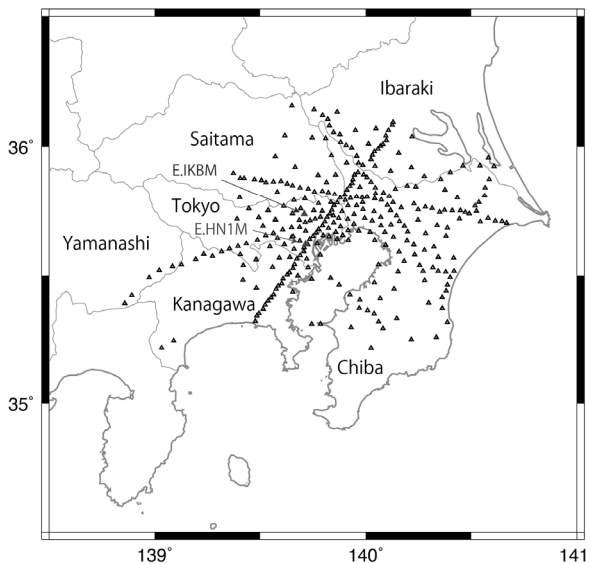 Ibaraki
Saitama
36°
E.IKBM
Tokyo
E.HN1M
Yamanashi
Kanagawa
Chiba
35°
139°
140°
141